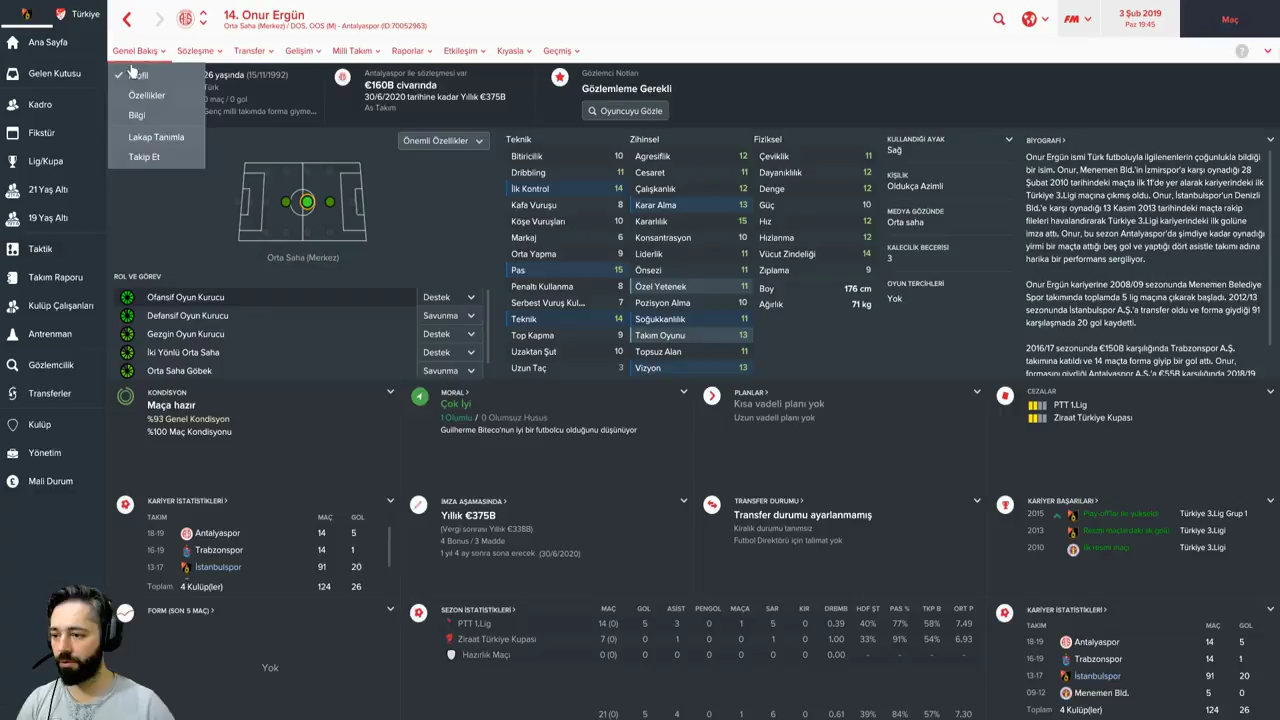 Türkiye
14. Onur Ergün
Orta Saha (Merkez) / DOS, OOS (M) - Antalyaspor (ID:70052963)
FM
3 Şub 2019
Paz 19:45
Maç
Ana Sayfa
Gelen Kutusu
Kadro
Fikstür
Lig/Kupa
21 Yaş Altı
19 Yaş Altı
Taktik
Takım Raporu
Kulüp Çalışanları
Antrenman
Gözlemcilik
Transferler
Kulüp
Yönetim
Mali Durum
Genel Bakış
Sözleşme
Transfer
Gelişim
Milli Takım
Raporlar
Etkileşim
Kıyasla
Geçmiş
Özellikler
Bilgi
Lakap Tanımla
Takip Et
26 yaşında (15/11/1992)
Türk
0 maç / 0 gol
Genç milli takımda forma giyme...
Antalyaspor ile sözleşmesi var
€160B civarında
30/6/2020 tarihine kadar Yıllık €375B
As Takım
Gözlemci Notları
Gözlemleme Gerekli
Oyuncuyu Gözle
Önemli Özellikler
Orta Saha (Merkez)
ROL VE GÖREV
Ofansif Oyun Kurucu Destek
Defansif Oyun Kurucu Savunma
Gezgin Oyun Kurucu Destek
İki Yönlü Orta Saha Destek
Orta Saha Göbek Savunma
Teknik
Bitiricilik 10
Dribbling 11
İlk Kontrol 14
Kafa Vuruşu 8
Köşe Vuruşları 10
Markaj 6
Orta Yapma 9
Pas 15
Penaltı Kullanma 8
Serbest Vuruş Kul... 7
Teknik 14
Top Kapma 9
Uzaktan Şut 10
Uzun Taç 3
Zihinsel
Agresiflik 12
Cesaret 11
Çalışkanlık 12
Karar Alma 13
Kararlılık 15
Konsantrasyon 10
Liderlik 11
Önsezi 11
Özel Yetenek 11
Pozisyon Alma 10
Soğukkanlılık 11
Takım Oyunu 13
Topsuz Alan 11
Vizyon 13
Fiziksel
Çeviklik 11
Dayanıklılık 12
Denge 12
Güç 10
Hız 12
Hızlanma 12
Vücut Zindeliği 14
Zıplama 9
Boy 176 cm
Ağırlık 71 kg
KULLANDIĞI AYAK
Sağ
KİŞİLİK
Oldukça Azimli
MEDYA GÖZÜNDE
Orta saha
KALECİLİK BECERİSİ
3
OYUN TERCİHLERİ
Yok
BİYOGRAFİ
Onur Ergün ismi Türk futboluyla ilgilenenlerin çoğunlukla bildiği
bir isim. Onur, Menemen Bld.'in İzmirspor'a karşı oynadığı 28
Şubat 2010 tarihindeki maçta ilk 11'de yer alarak kariyerindeki ilk
Türkiye 3.Ligi maçına çıkmış oldu. Onur, İstanbulspor'un Denizli
Bld.'e karşı oynadığı 13 Kasım 2013 tarihindeki maçta rakip
fileleri havalandırarak Türkiye 3.Ligi kariyerindeki ilk golüne
imza attı. Onur, bu sezon Antalyaspor'da şimdiye kadar oynadığı
yirmi bir maçta attığı beş gol ve yaptığı dört asistle takım adına
harika bir performans sergiliyor.
Onur Ergün kariyerine 2008/09 sezonunda Menemen Belediye
Spor takımında toplamda 5 lig maçına çıkarak başladı. 2012/13
sezonunda İstanbulspor A.Ş.'a transfer oldu ve forma giydiği 91
karşılaşmada 20 gol kaydetti.
2016/17 sezonunda €150B karşılığında Trabzonspor A.Ş.
takımına katıldı ve 14 maçta forma giyip bir gol attı. Onur,
formasını giydiği Antalyaspor A.Ş.'a €55B karşılığında 2018/19
KONDİSYON
Maça hazır
%93 Genel Kondisyon
%100 Maç Kondisyonu
MORAL
Çok İyi
1 Olumlu / 0 Olumsuz Husus
Guilherme Biteco'nun iyi bir futbolcu olduğunu düşünüyor
PLANLAR
Kısa vadeli planı yok
Uzun vadeli planı yok
CEZALAR
PTT 1.Lig
Ziraat Türkiye Kupası
KARİYER İSTATİSTİKLERİ
TAKIM MAÇ GOL
18-19 Antalyaspor 14 5
16-19 Trabzonspor 14 1
13-17 İstanbulspor 91 20
Toplam 4 Kulüp(ler) 124 26
İMZA AŞAMASINDA
Yıllık €375B
(Vergi sonrası Yıllık €338B)
4 Bonus / 3 Madde
1 yıl 4 ay sonra sona erecek (30/6/2020)
TRANSFER DURUMU
Transfer durumu ayarlanmamış
Kiralık durumu tanımsız
Futbol Direktörü için talimat yok
KARİYER BAŞARILARI
2015 Play-off'lar ile yükseldi Türkiye 3.Lig Grup 1
2013 Resmi maçlardaki ilk golü Türkiye 3.Ligi
2010 İlk resmi maçı Türkiye 3.Ligi
FORM (SON 5 MAÇ)
Yok
SEZON İSTATİSTİKLERİ MAÇ GOL ASIST PENGOL MAÇA SAR KIR DRBMB HDF ŞT PAS % TKP B ORT P
PTT 1.Lig 14 (0) 5 3 0 1 5 0 0.39 40% 77% 58% 7.49
Ziraat Türkiye Kupası 7 (0) 0 1 0 0 1 0 1.00 33% 91% 54% 6.93
Hazırlık Maçı 0 (0) 0 0 0 0 0 0 0.00 - - - -
21 (0) 5 4 0 1 6 0 0.61 39% 84% 57% 7.30
KARİYER İSTATİSTİKLERİ
TAKIM MAÇ GOL
18-19 Antalyaspor 14 5
16-19 Trabzonspor 14 1
13-17 İstanbulspor 91 20
09-12 Menemen Bld. 5 0
Toplam 4 Kulüp(ler) 124 26